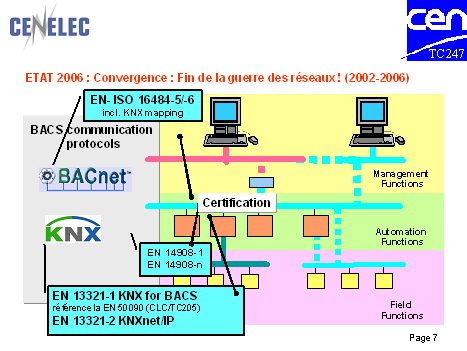 CENELEC
cen
TC247
ETAT 2006 : Convergence : Fin de la guerre des réseaux ! (2002-2006)
EN- ISO 16484-5/-6
incl. KNX mapping
BACS communication
protocols
BACnet™
KNX
Certification
Management
Functions
Automation
Functions
EN 14908-1
EN 14908-n
EN 13321-1 KNX for BACS
référence la EN 50090 (CLC/TC205)
EN 13321-2 KNXnet/IP
Field
Functions
Page 7